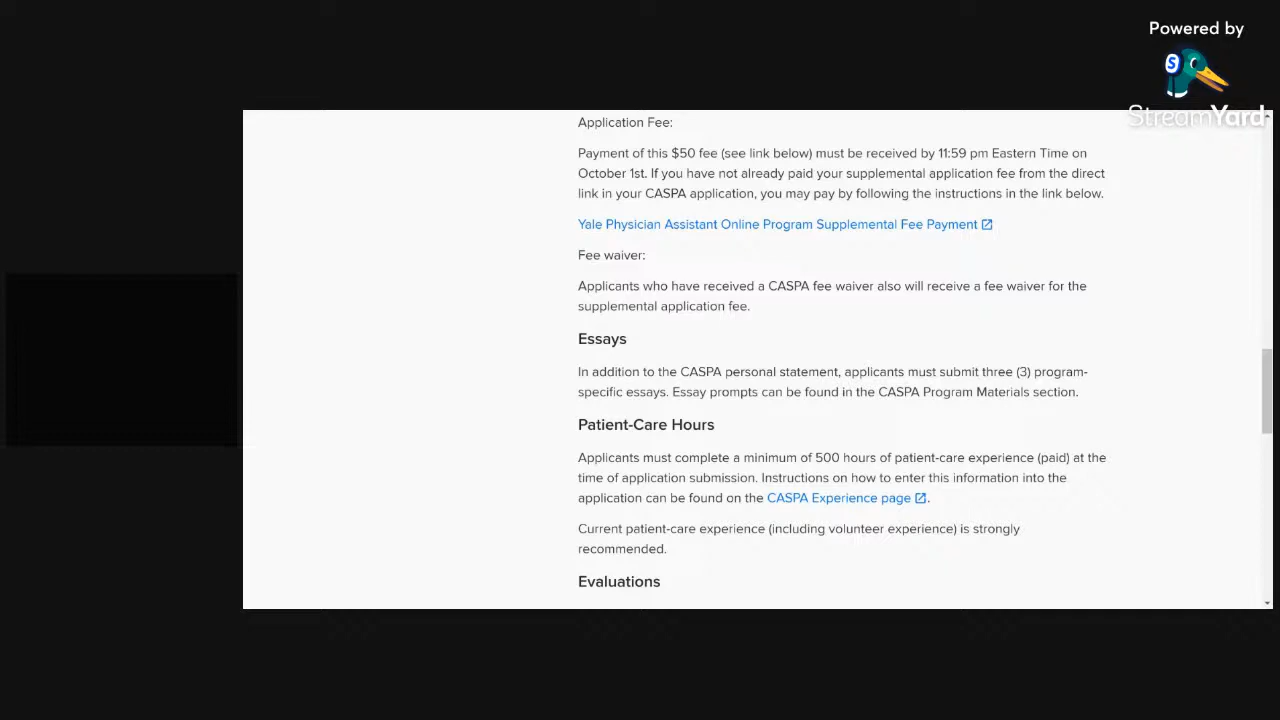 Powered by
S
StreamYard
Application Fee:
Payment of this $50 fee (see link below) must be received by 11:59 pm Eastern Time on
October 1st. If you have not already paid your supplemental application fee from the direct
link in your CASPA application, you may pay by following the instructions in the link below.
Yale Physician Assistant Online Program Supplemental Fee Payment
Fee waiver:
Applicants who have received a CASPA fee waiver also will receive a fee waiver for the
supplemental application fee.
Essays
In addition to the CASPA personal statement, applicants must submit three (3) program-
specific essays. Essay prompts can be found in the CASPA Program Materials section.
Patient-Care Hours
Applicants must complete a minimum of 500 hours of patient-care experience (paid) at the
time of application submission. Instructions on how to enter this information into the
application can be found on the CASPA Experience page .
Current patient-care experience (including volunteer experience) is strongly
recommended.
Evaluations